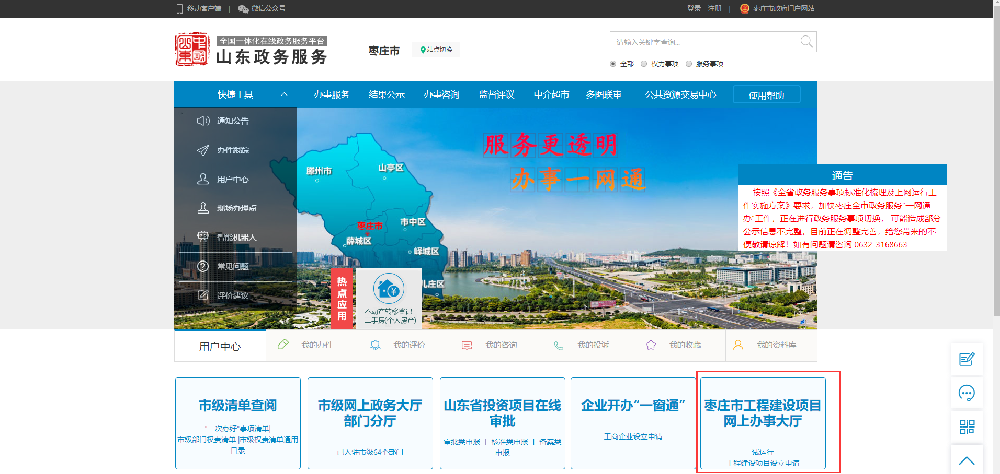 移动客户端 | 微信公众号
登录 注册 | 枣庄市政府门户网站
全国一体化在线政务服务平台
山东政务服务
枣庄市
站点切换
请输入关键字查询...
全部 权力事项 服务事项
快捷工具 办事服务 结果公示 办事咨询 监督评议 中介超市 多图联审 公共资源交易中心 使用帮助
通知公告
办件跟踪
用户中心
现场办理点
智能机器人
常见问题
评价建议
服务更透明
办事一网通
滕州市
山亭区
枣庄市
市中区
薛城区
峄城区
儿庄区
热点应用
不动产转移登记
二手房(个人房产)
通告
按照《全省政务服务事项标准化梳理及上网运行工
作实施方案》要求，加快枣庄全市政务服务“一网通
办”工作，正在进行政务服务事项切换， 可能造成部分
公示信息不完整，目前正在调整完善，给您带来的不
便敬请谅解！如有问题请咨询 0632-3168663
用户中心 我的办件 我的评价 我的咨询 我的投诉 我的收藏 我的资料库
市级清单查阅
“一次办好”事项清单|
市级部门权责清单 |市级权责清单通用
目录
市级网上政务大厅
部门分厅
已入驻市级64个部门
山东省投资项目在线
审批
审批类申报 | 核准类申报 | 备案类
申报
企业开办“一窗通”
工商企业设立申请
枣庄市工程建设项目
网上办事大厅
试运行
工程建设项目设立申请